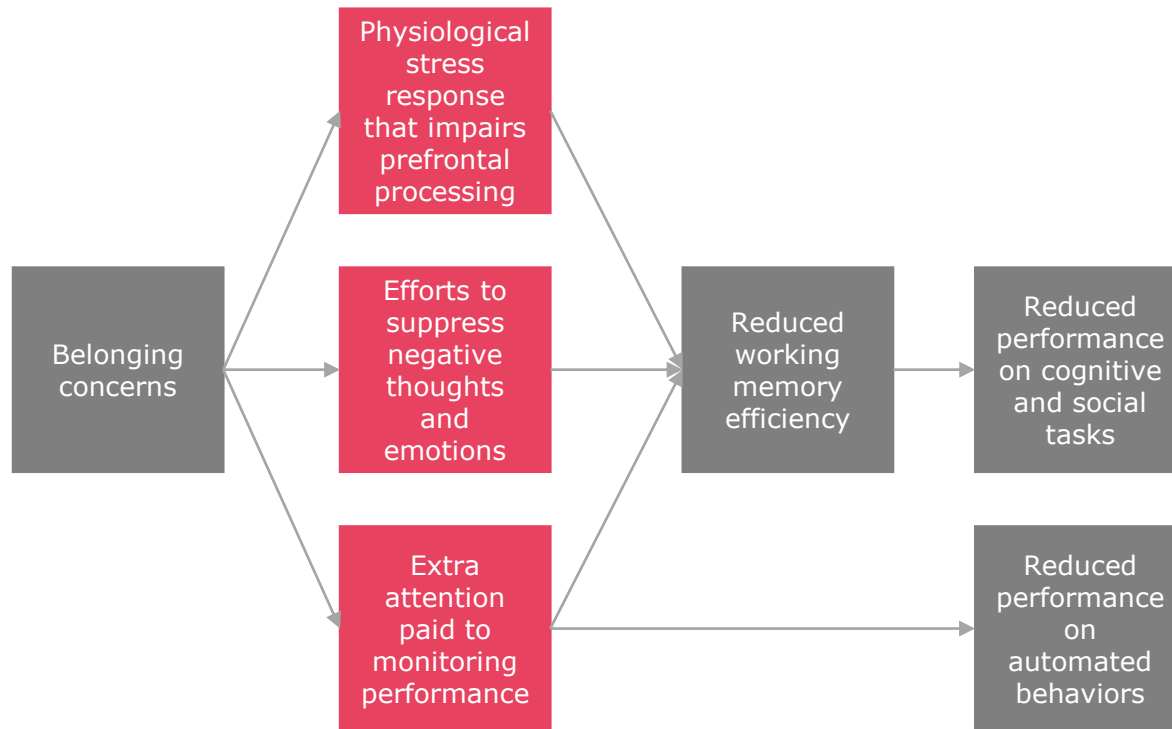 Physiological
stress
response
that impairs
prefrontal
processing
Belonging
concerns
Efforts to
suppress
negative
thoughts
and
emotions
Reduced
working
memory
efficiency
Reduced
performance
on cognitive
and social
tasks
Extra
attention
paid to
monitoring
performance
Reduced
performance
on
automated
behaviors